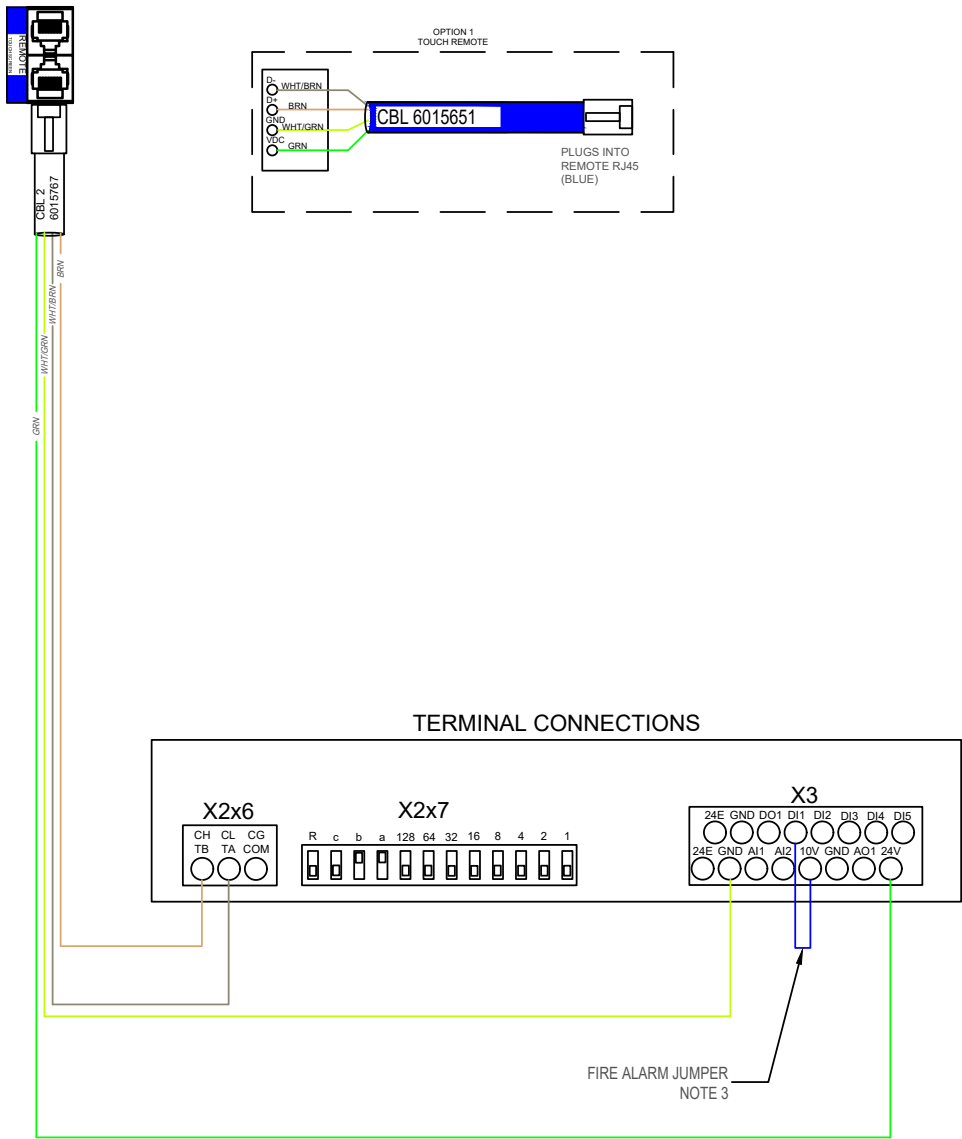 REMOTE
TOUCHSCREEN
CBL 2
6015767
OPTION 1
TOUCH REMOTE
D-
WHT/BRN
D+
BRN
GND
WHT/GRN
VDC
GRN
CBL 6015651
PLUGS INTO
REMOTE RJ45
(BLUE)
BRN
WHT/BRN
WHT/GRN
GRN
TERMINAL CONNECTIONS
X2x6
CH CL CG
TB TA COM
X2x7
R c b a 128 64 32 16 8 4 2 1
X3
24E GND DO1 DI1 DI2 DI3 DI4 DI5
24E GND AI1 AI2 10V GND AO1 24V
FIRE ALARM JUMPER
NOTE 3